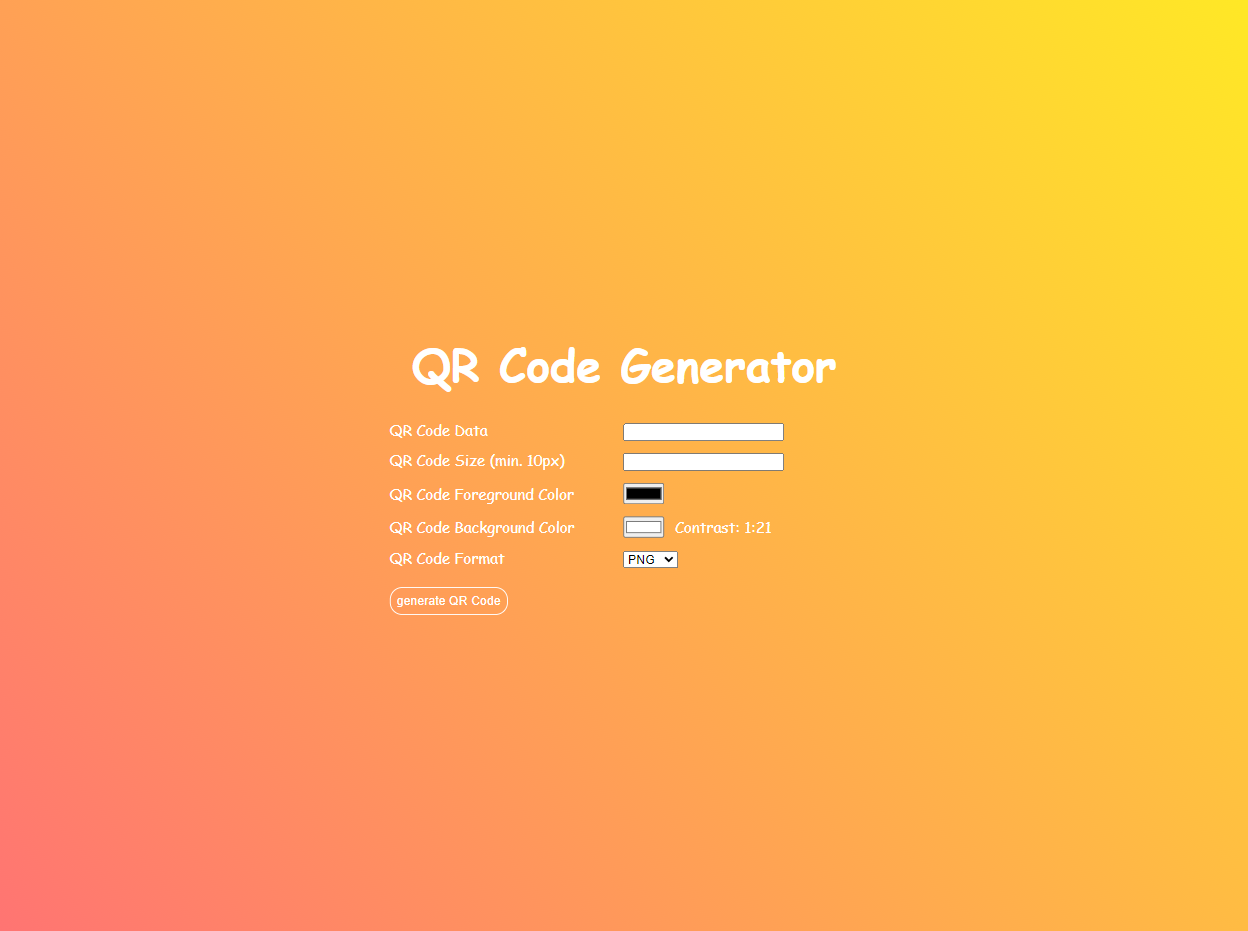 QR Code Generator
QR Code Data
QR Code Size (min. 10px)
QR Code Foreground Color
QR Code Background Color Contrast: 1:21
QR Code Format PNG
generate QR Code